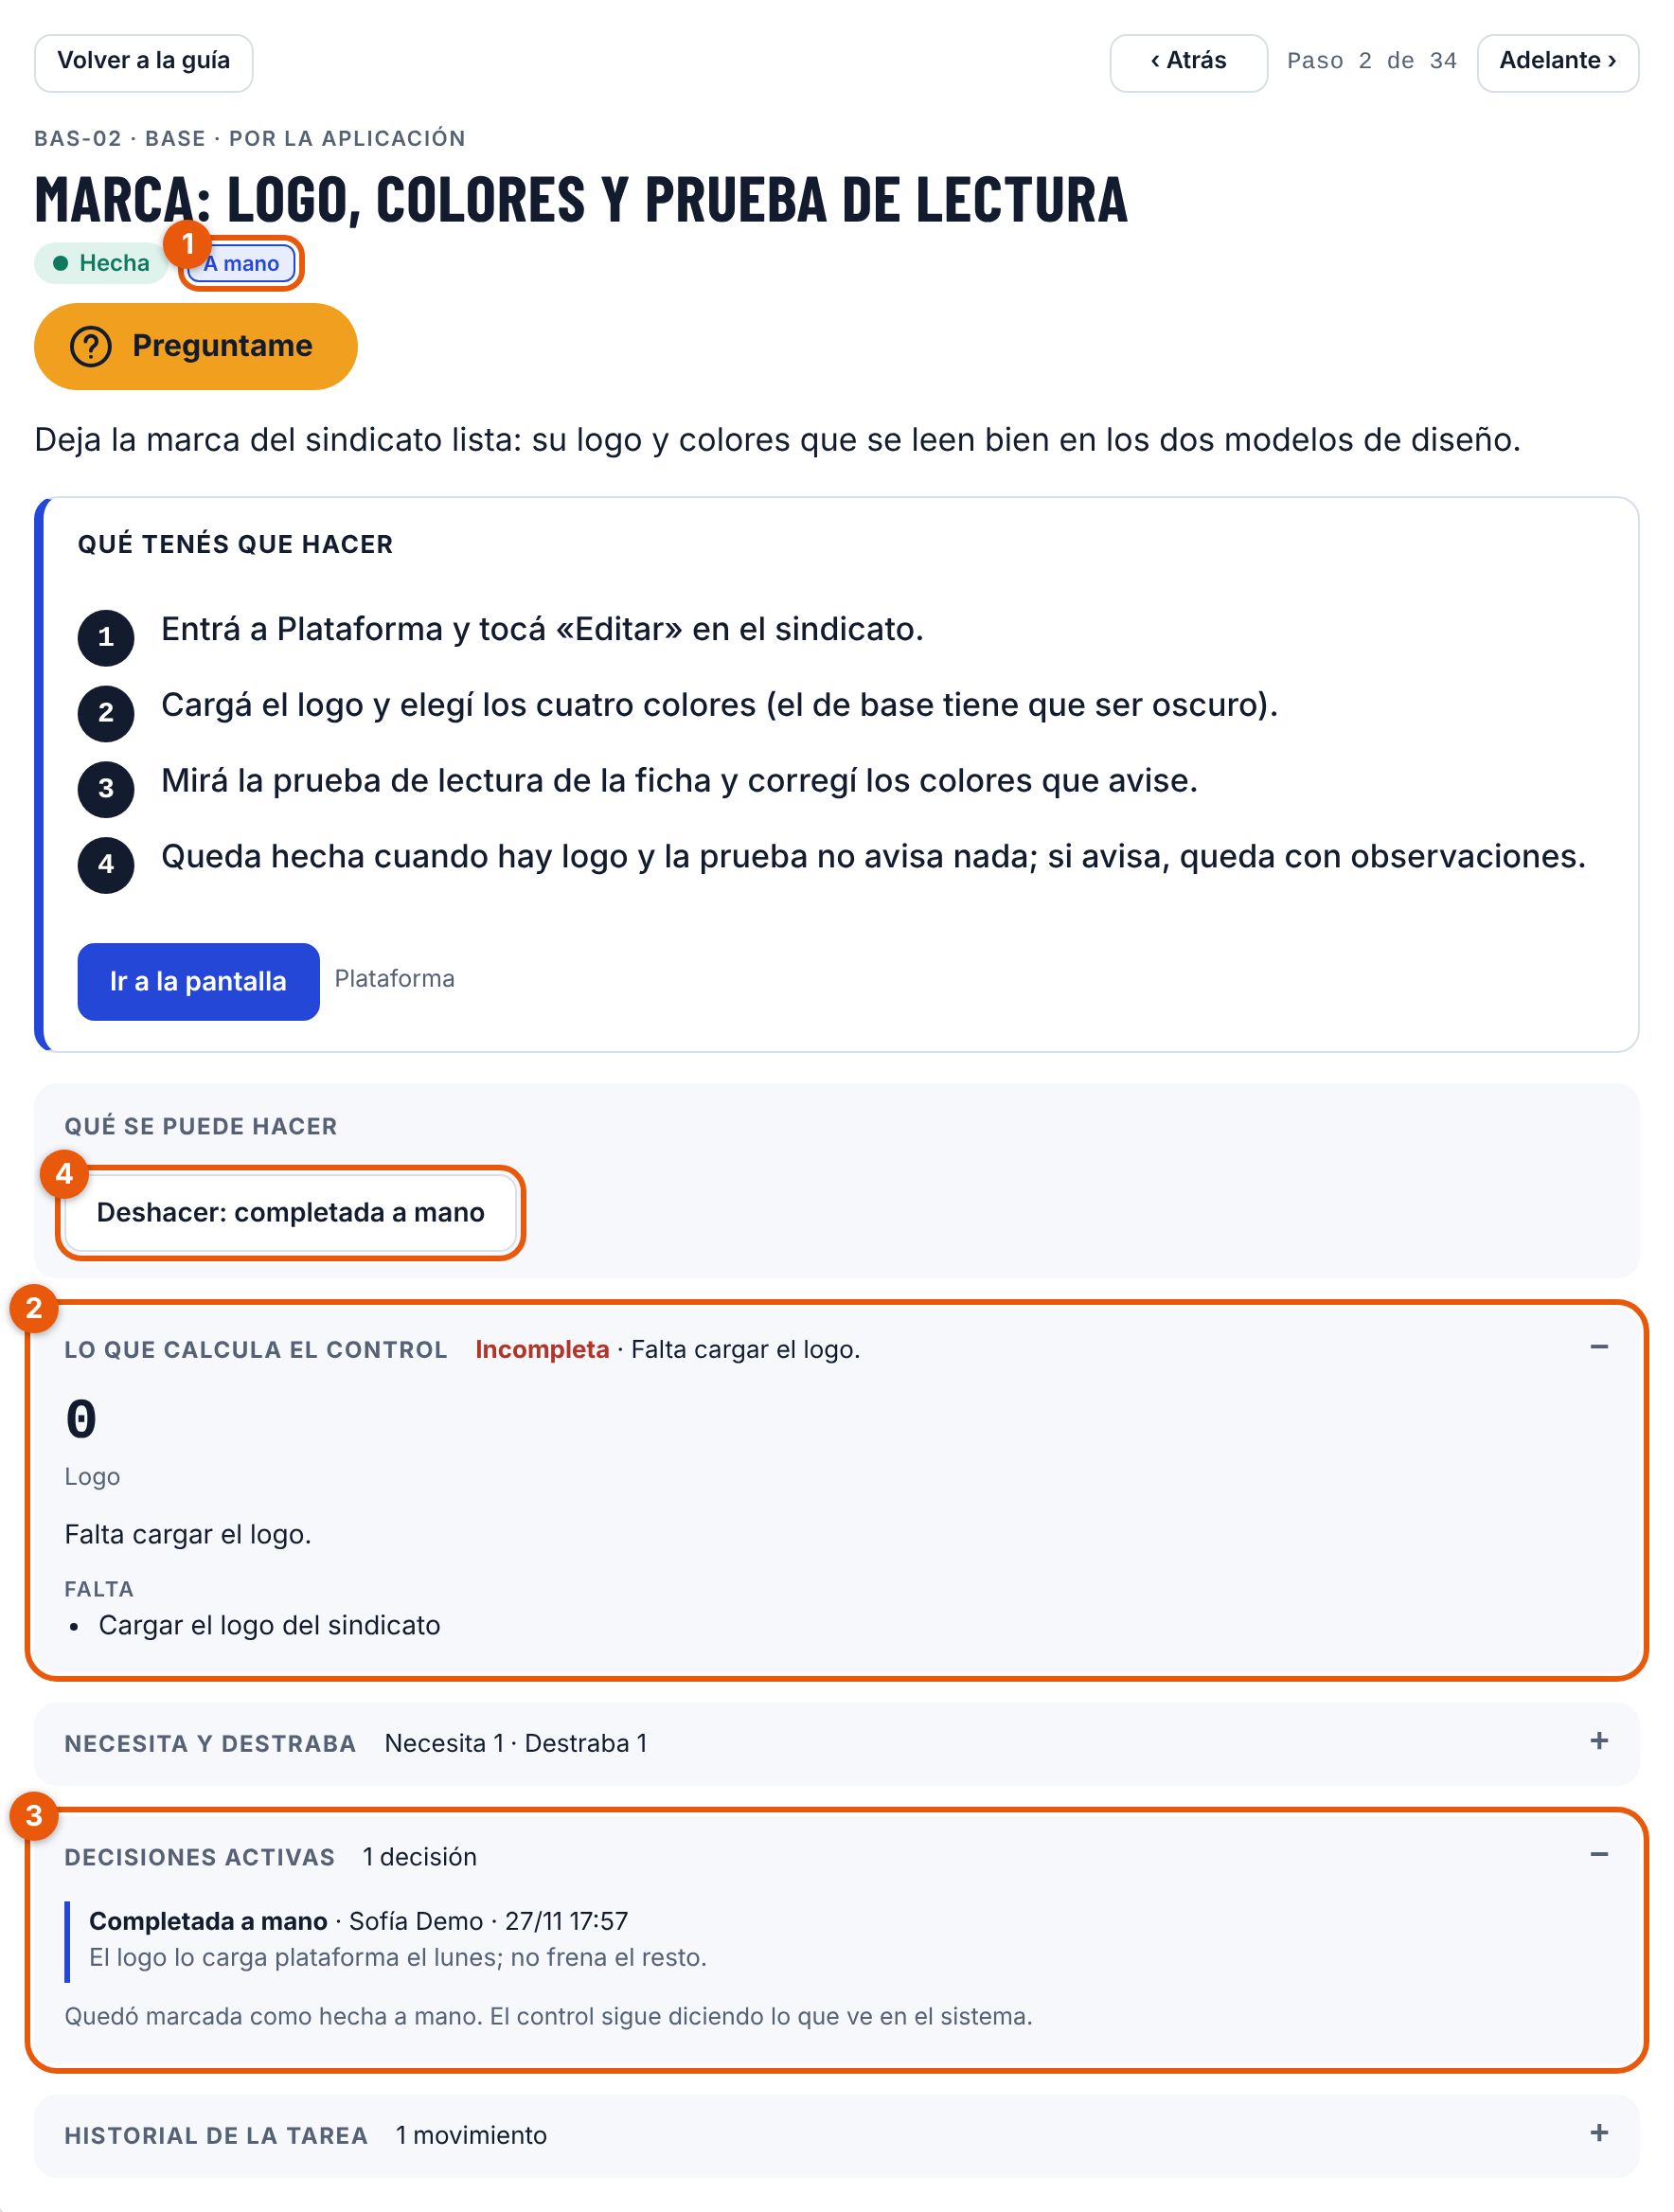 Volver a la guía
‹ Atrás Paso 2 de 34 Adelante ›
BAS-02 · BASE · POR LA APLICACIÓN
MARCA: LOGO, COLORES Y PRUEBA DE LECTURA
Hecha 1 A mano
Preguntame
Deja la marca del sindicato lista: su logo y colores que se leen bien en los dos modelos de diseño.
QUÉ TENÉS QUE HACER
1 Entrá a Plataforma y tocá «Editar» en el sindicato.
2 Cargá el logo y elegí los cuatro colores (el de base tiene que ser oscuro).
3 Mirá la prueba de lectura de la ficha y corregí los colores que avise.
4 Queda hecha cuando hay logo y la prueba no avisa nada; si avisa, queda con observaciones.
Ir a la pantalla Plataforma
QUÉ SE PUEDE HACER
4
Deshacer: completada a mano
2
LO QUE CALCULA EL CONTROL Incompleta · Falta cargar el logo. −
0
Logo
Falta cargar el logo.
FALTA
• Cargar el logo del sindicato
NECESITA Y DESTRABA Necesita 1 · Destraba 1 +
3
DECISIONES ACTIVAS 1 decisión −
Completada a mano · Sofía Demo · 27/11 17:57
El logo lo carga plataforma el lunes; no frena el resto.
Quedó marcada como hecha a mano. El control sigue diciendo lo que ve en el sistema.
HISTORIAL DE LA TAREA 1 movimiento +